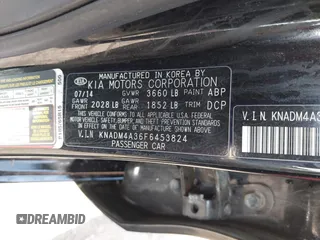 MANUFACTURED IN KOREA BY
KIA KIA MOTORS CORPORATION
07/14 GVWR 3660 LB PAINT ABP
GAWR FRONT 2028 LB GAWR REAR 1852 LB TRIM DCP
THIS VEHICLE CONFORMS TO ALL APPLICABLE
U.S. FEDERAL MOTOR VEHICLE SAFETY, BUMPER,
AND THEFT PREVENTION STANDARDS IN EFFECT ON
THE DATE OF MANUFACTURE SHOWN ABOVE.
V.I.N KNADM4A36F6453824
PASSENGER CAR
V.I.N. KNADM4A3
DREAMBID